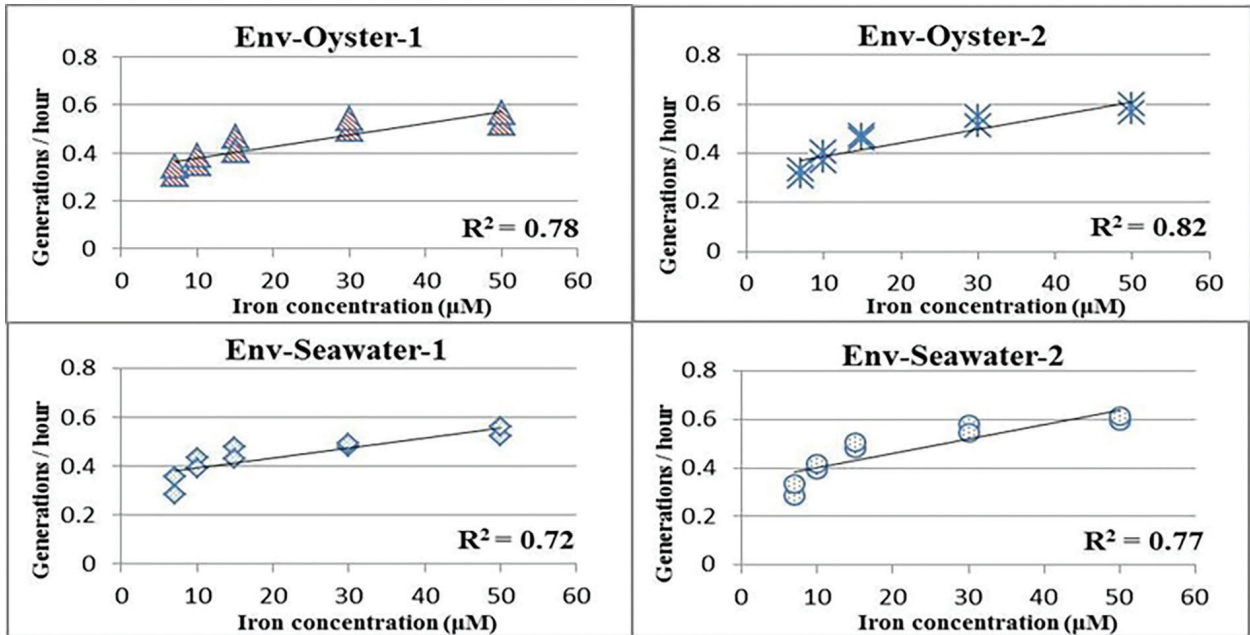 Env-Oyster-1
0.8
0.6
0.4
0.2
0
Generations / hour
R² = 0.78
0 10 20 30 40 50 60
Iron concentration (µM)
Env-Oyster-2
0.8
0.6
0.4
0.2
0
Generations / hour
R² = 0.82
0 10 20 30 40 50 60
Iron concentration (µM)
Env-Seawater-1
0.8
0.6
0.4
0.2
0
Generations / hour
R² = 0.72
0 10 20 30 40 50 60
Iron concentration (µM)
Env-Seawater-2
0.8
0.6
0.4
0.2
0
Generations / hour
R² = 0.77
0 10 20 30 40 50 60
Iron concentration (µM)